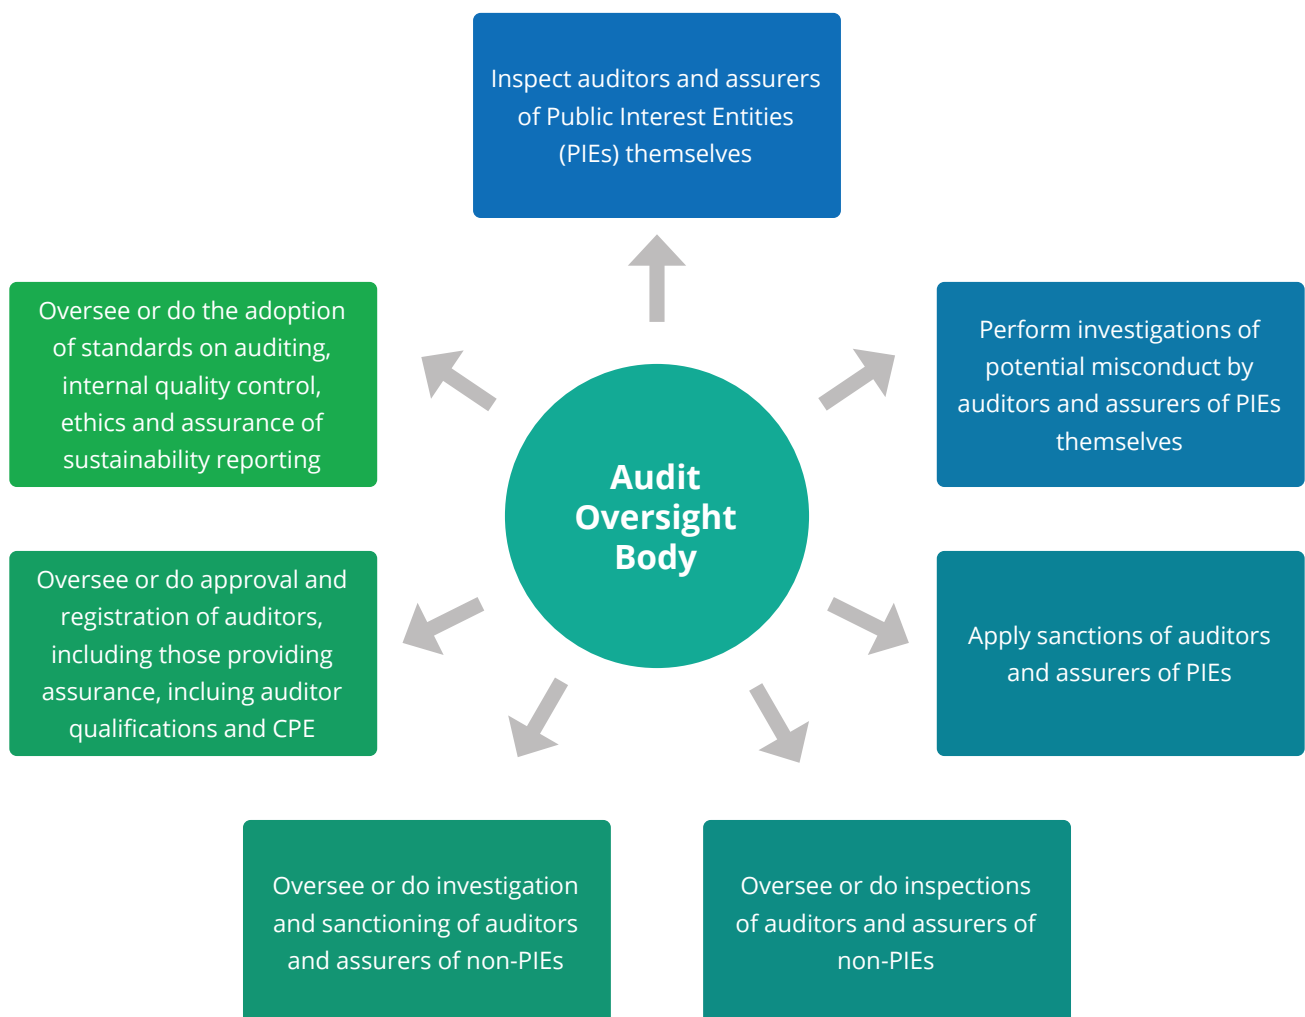 Inspect auditors and assurers
of Public Interest Entities
(PIEs) themselves
Perform investigations of
potential misconduct by
auditors and assurers of PIEs
themselves
Apply sanctions of auditors
and assurers of PIEs
Oversee or do inspections
of auditors and assurers of
non-PIEs
Oversee or do investigation
and sanctioning of auditors
and assurers of non-PIEs
Oversee or do approval and
registration of auditors,
including those providing
assurance, incluing auditor
qualifications and CPE
Oversee or do the adoption
of standards on auditing,
internal quality control,
ethics and assurance of
sustainability reporting
Audit
Oversight
Body